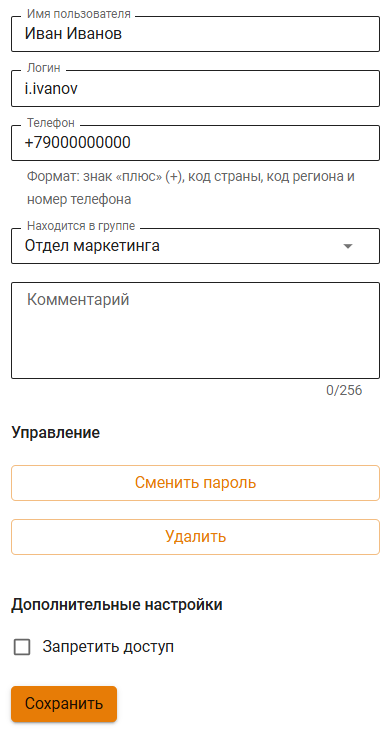 Имя пользователя
Иван Иванов
Логин
i.ivanov
Телефон
+79000000000
Формат: знак «плюс» (+), код страны, код региона и
номер телефона
Находится в группе
Отдел маркетинга
Комментарий
0/256
Управление
Сменить пароль
Удалить
Дополнительные настройки
Запретить доступ
Сохранить